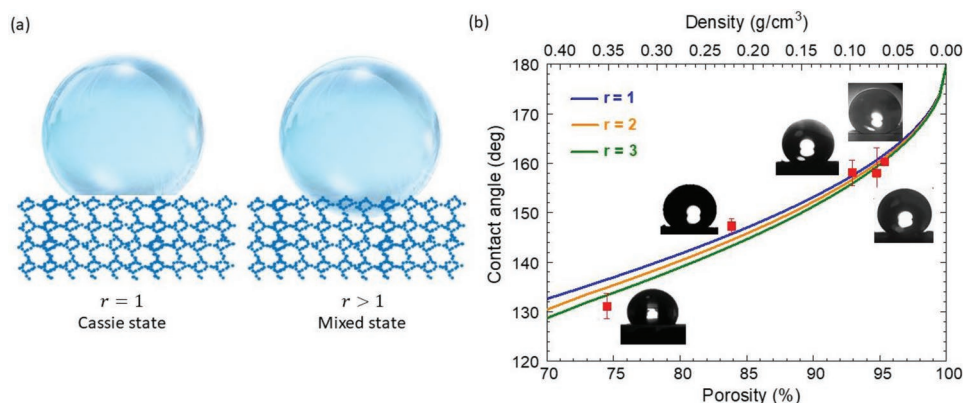 (a)
r = 1
Cassie state
r > 1
Mixed state
(b)
Density (g/cm³)
0.40 0.35 0.30 0.25 0.20 0.15 0.10 0.05 0.00
Contact angle (deg)
180
170
160
150
140
130
120
r = 1
r = 2
r = 3
70 75 80 85 90 95 100
Porosity (%)